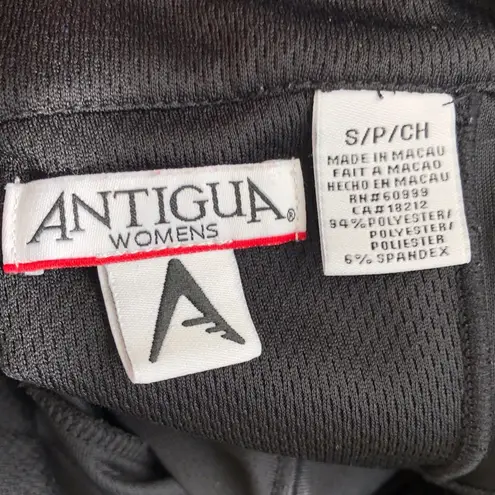 ANTIGUA®
WOMENS
S/P/CH
MADE IN MACAU
FAIT A MACAO
HECHO EN MACAU
RN#60999
CA#18212
94% POLYESTER/
POLYESTER/
POLIESTER
6% SPANDEX